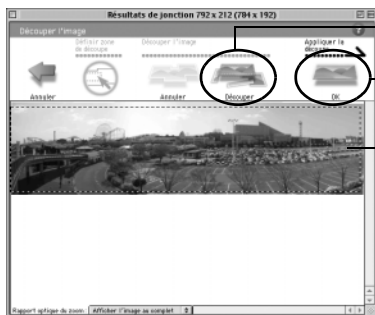 Résultats de jonction 792 x 212 (784 x 192)
Découper l'image
Définir zone de découpe
Découper l'image
Appliquer la découpe
Annuler
Annuler
Découper
OK
Rapport optique du zoom:
Afficher l'image au complet